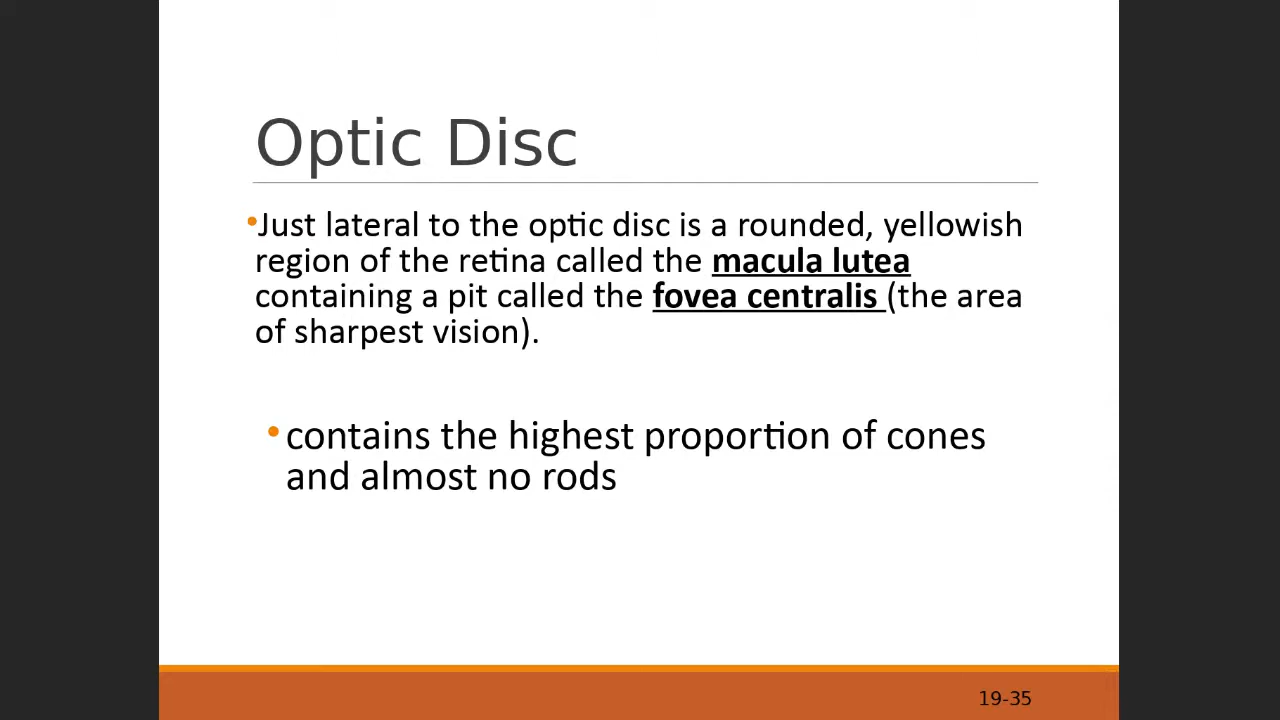 Optic Disc
•Just lateral to the optic disc is a rounded, yellowish
region of the retina called the macula lutea
containing a pit called the fovea centralis (the area
of sharpest vision).
•contains the highest proportion of cones
and almost no rods
19-35